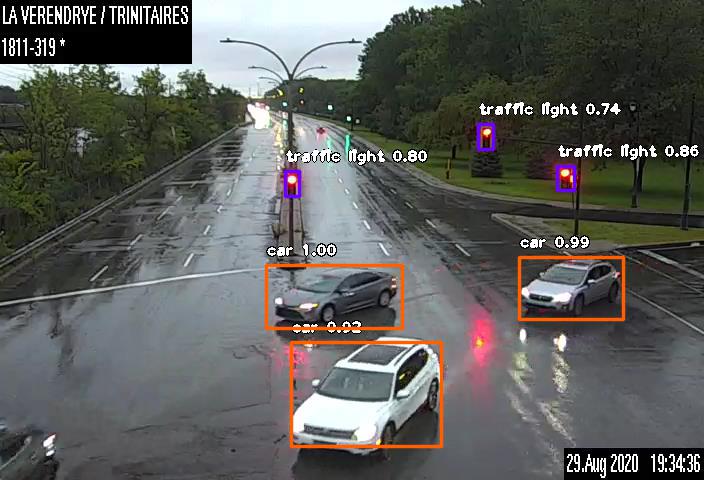 LA VERENDRYE / TRINITAIRES
1811-319 *
traffic light 0.74
traffic light 0.80
traffic light 0.86
car 1.00
car 0.99
car 0.92
29.Aug 2020 19:34:36